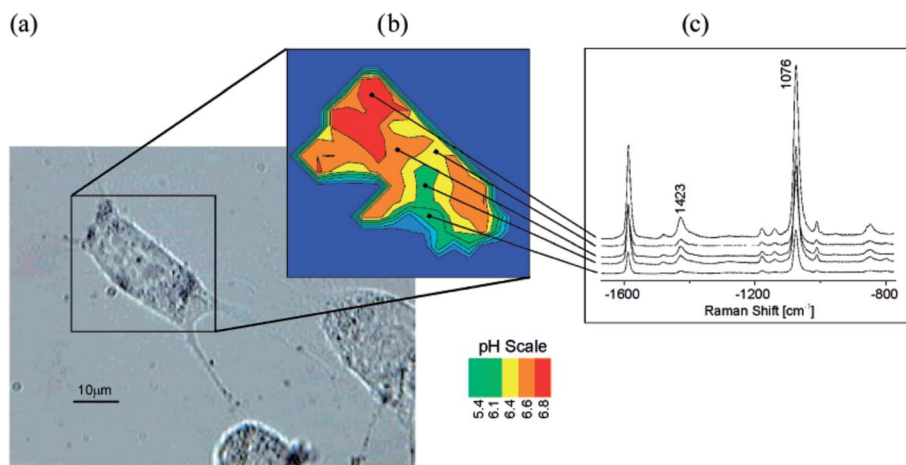 (a)
(b)
(c)
1076
1423
-1600
-1200
-800
Raman Shift [cm⁻¹]
pH Scale
5.4
6.1
6.4
6.6
6.8
10µm